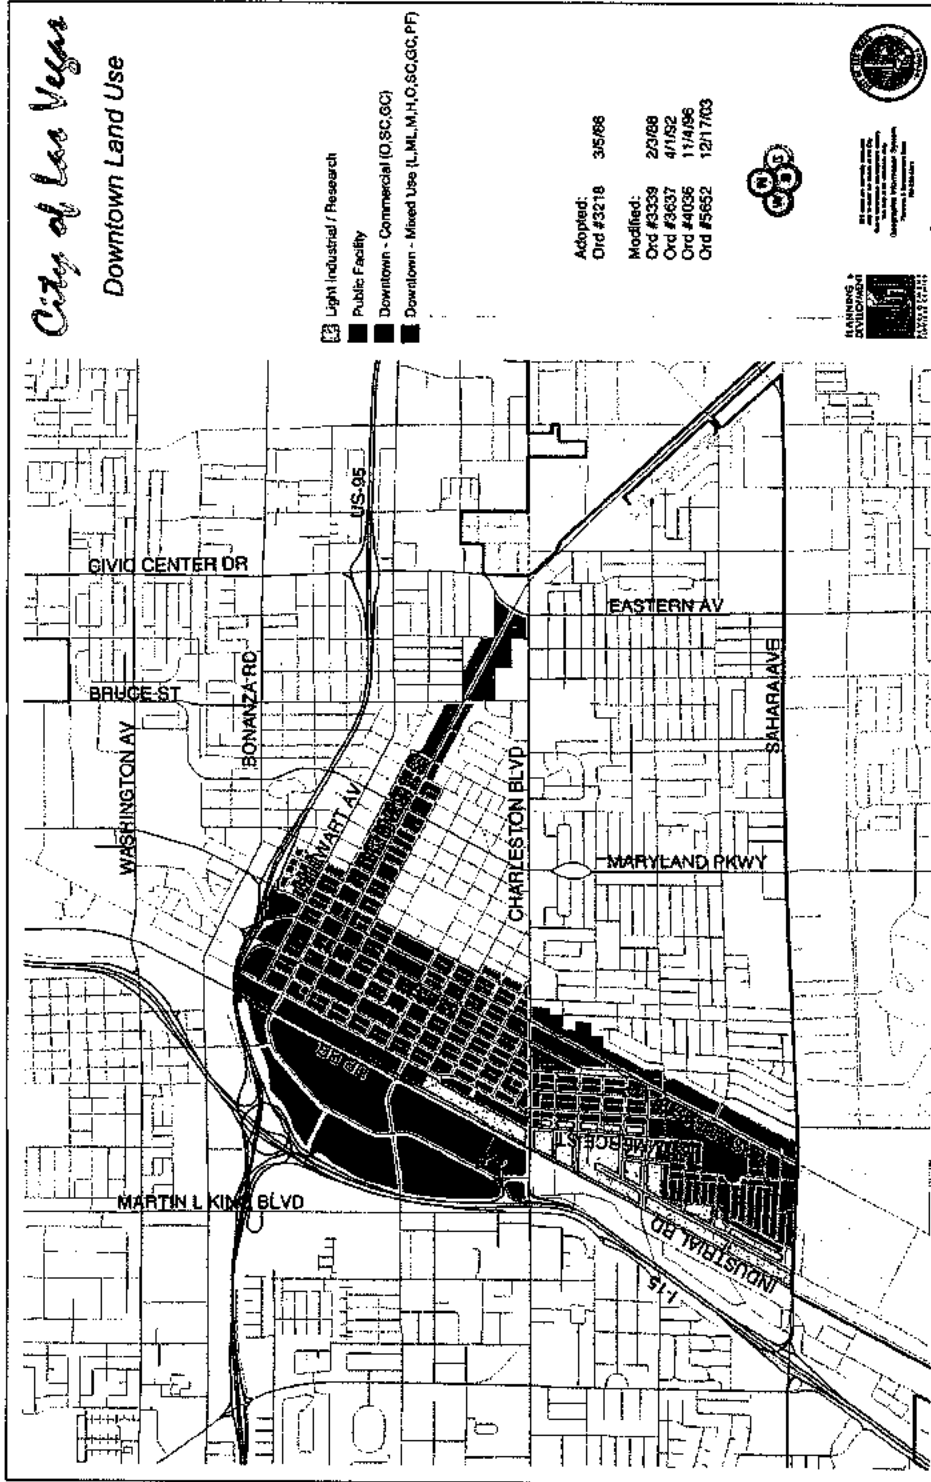 City of Las Vegas
Downtown Land Use
Light Industrial / Research
Public Facility
Downtown - Commercial (O,SC,GC)
Downtown - Mixed Use (L,ML,M,H,O,SC,GC,PF)
Adopted:
Ord #3218 3/5/86
Modified:
Ord #3339 2/3/88
Ord #3637 4/1/92
Ord #4036 11/4/96
Ord #5652 12/17/03
PLANNING &
DEVELOPMENT
US-95
CIVIC CENTER DR
EASTERN AV
BRUCE ST
BONANZA RD
SAHARA AVE
WASHINGTON AV
CHARLESTON BLVD
MARYLAND PKWY
MARTIN L KING BLVD
INDUSTRIAL RD
I-15